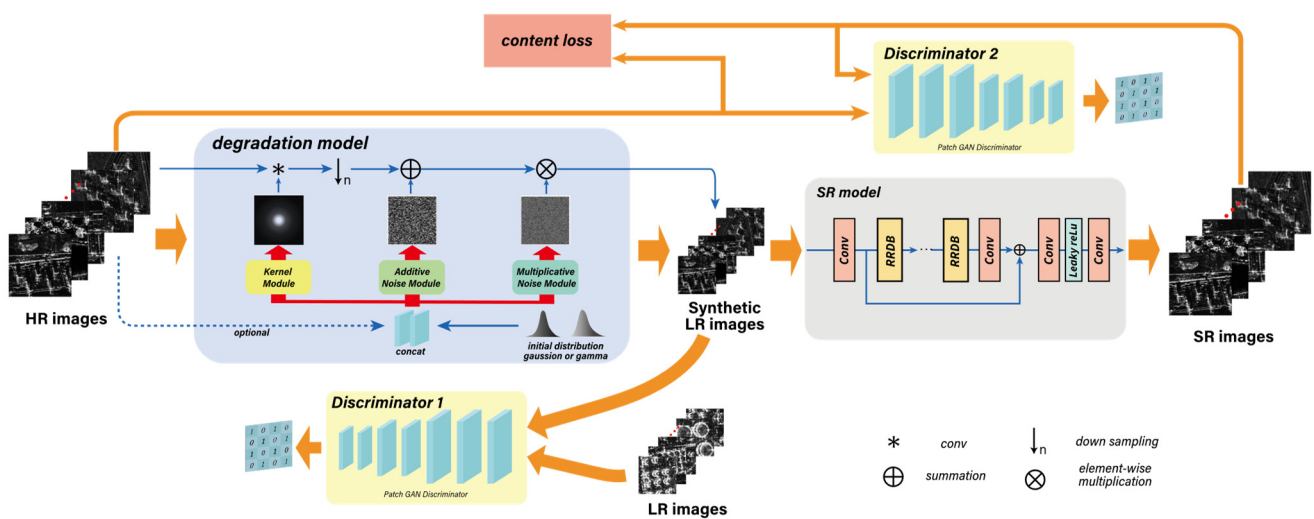 content loss
Discriminator 2
Patch GAN Discriminator
1 0 1 0
0 1 0 1
1 0 1 0
0 1 0 1
degradation model
n
Kernel
Module
Additive
Noise Module
Multiplicative
Noise Module
optional
concat
initial distribution
gaussion or gamma
HR images
Synthetic
LR images
SR model
Conv
RRDB
...
RRDB
Conv
Conv
Leaky reLu
Conv
SR images
Discriminator 1
Patch GAN Discriminator
1 0 1 0
0 1 0 1
1 0 1 0
0 1 0 1
LR images
* conv
n down sampling
summation
element-wise
multiplication